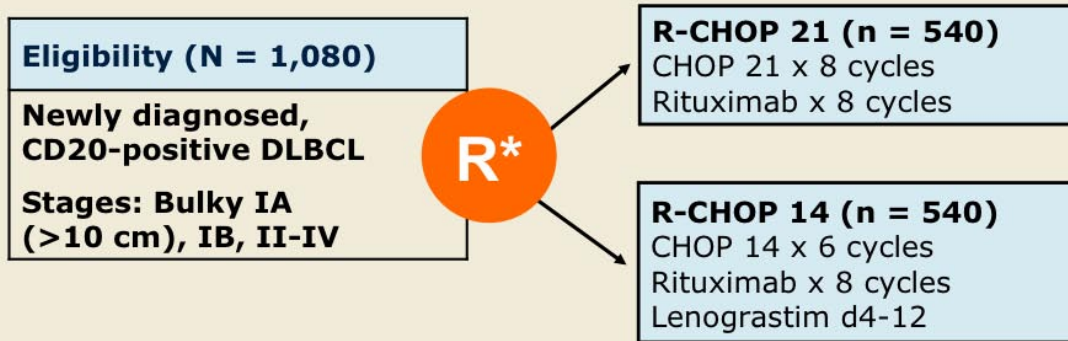 Eligibility (N = 1,080)
Newly diagnosed,
CD20-positive DLBCL
Stages: Bulky IA
(>10 cm), IB, II-IV
R*
R-CHOP 21 (n = 540)
CHOP 21 x 8 cycles
Rituximab x 8 cycles
R-CHOP 14 (n = 540)
CHOP 14 x 6 cycles
Rituximab x 8 cycles
Lenograstim d4-12